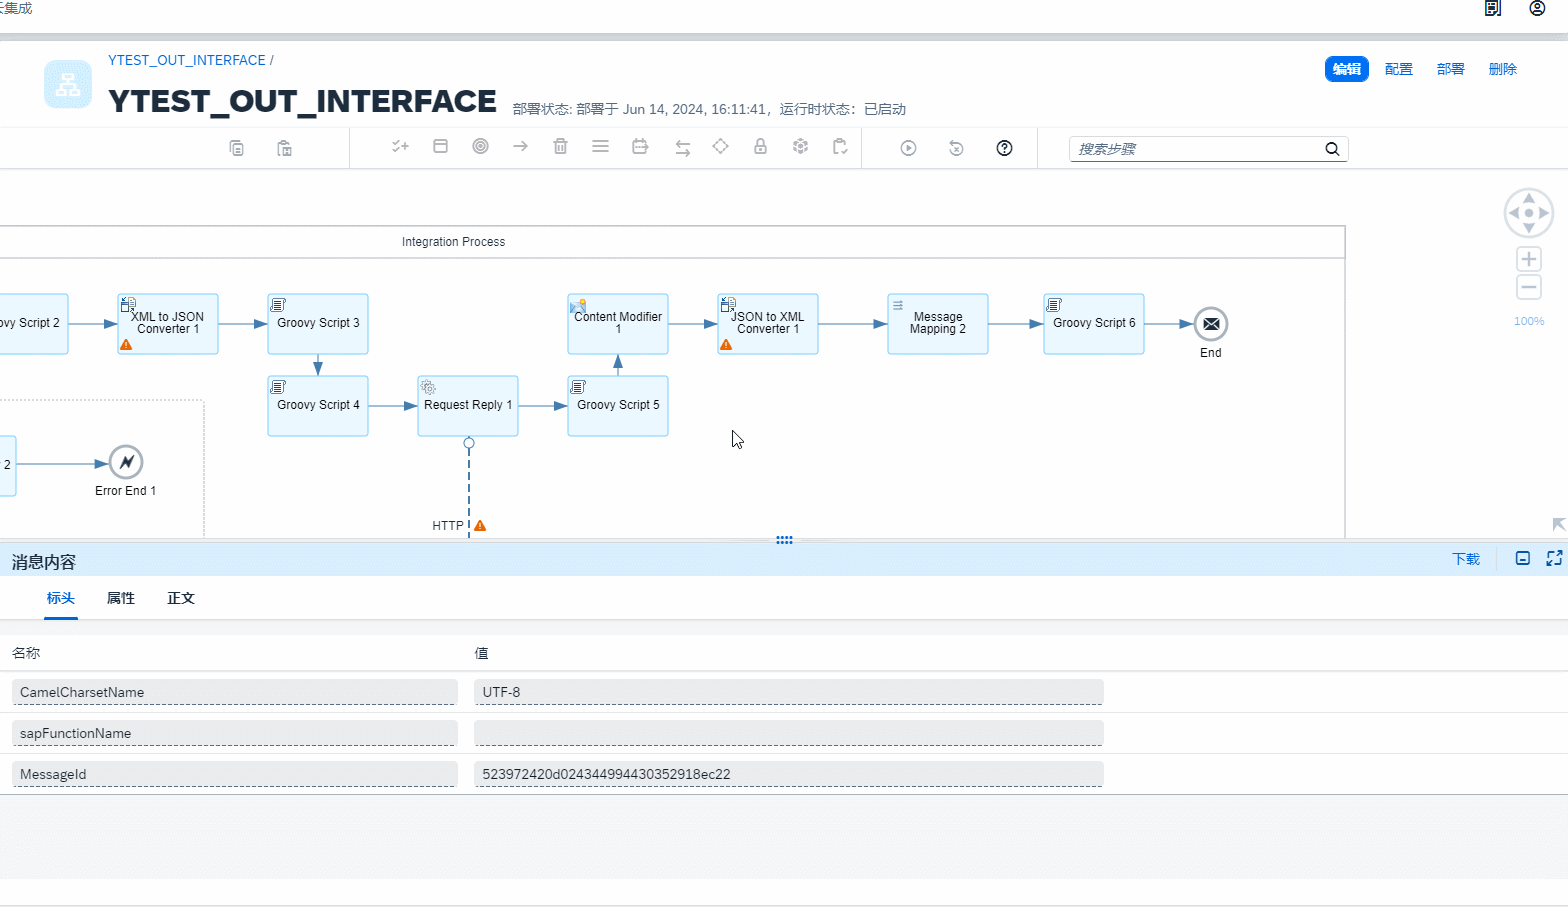 集成
YTEST_OUT_INTERFACE /
YTEST_OUT_INTERFACE
部署状态: 部署于 Jun 14, 2024, 16:11:41，运行时状态：已启动
编辑
配置
部署
删除
搜索步骤
Integration Process
Script 2
XML to JSON
Converter 1
Groovy Script 3
Content Modifier
1
JSON to XML
Converter 1
Message
Mapping 2
Groovy Script 6
End
Groovy Script 4
Request Reply 1
Groovy Script 5
2
Error End 1
HTTP
100%
消息内容
下载
标头
属性
正文
名称
值
CamelCharsetName
UTF-8
sapFunctionName
MessageId
523972420d024344994430352918ec22